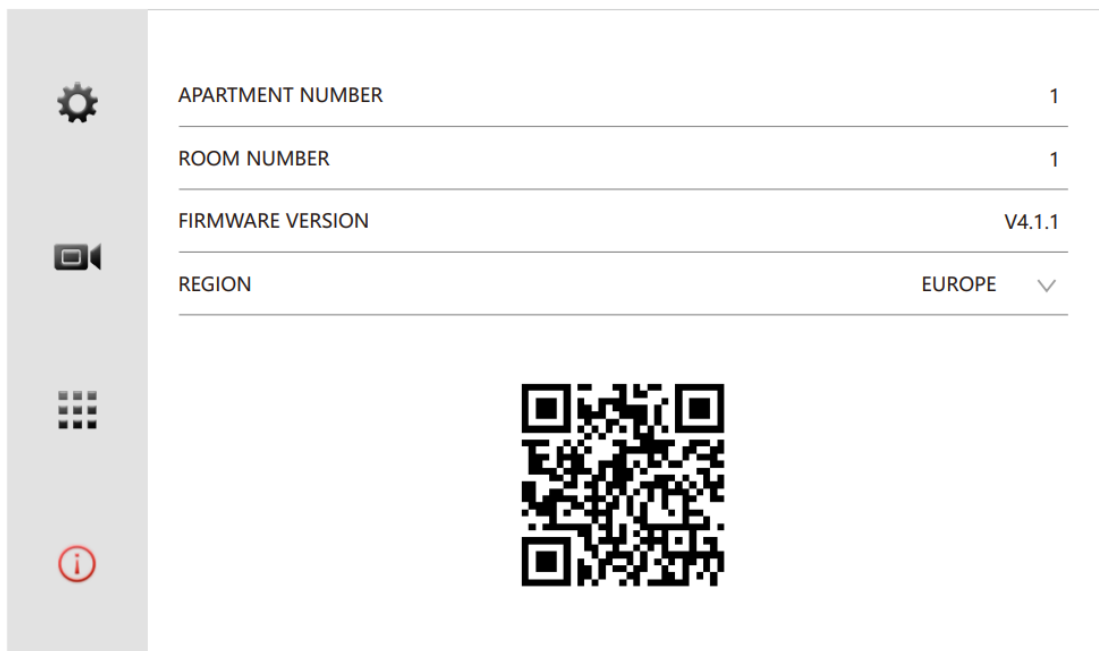 APARTMENT NUMBER 1
ROOM NUMBER 1
FIRMWARE VERSION V4.1.1
REGION EUROPE